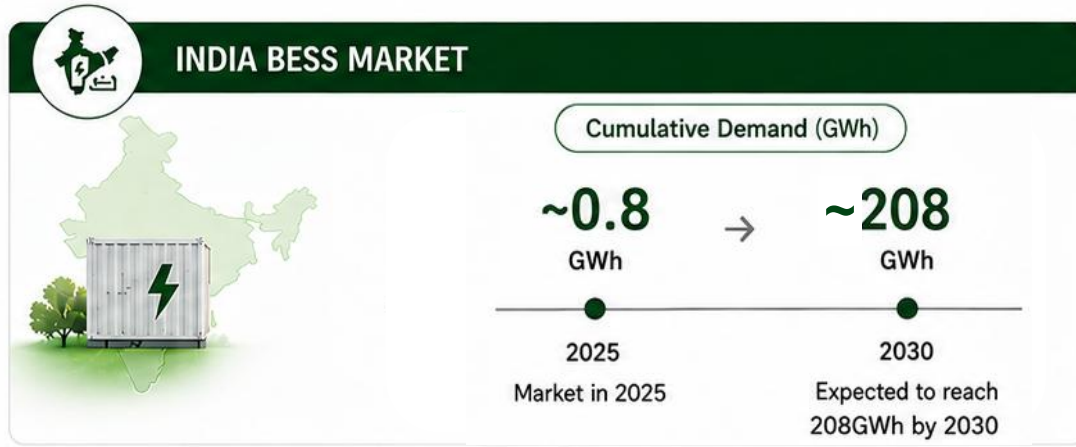 INDIA BESS MARKET
Cumulative Demand (GWh)
~0.8
→
~208
GWh
GWh
2025
2030
Market in 2025
Expected to reach
208GWh by 2030